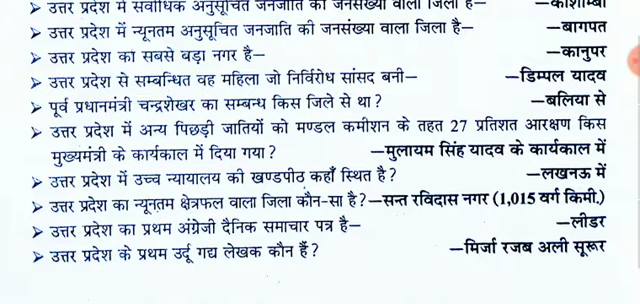 ➤ उत्तर प्रदेश में सर्वाधिक अनुसूचित जनजाति की जनसंख्या वाला जिला है– –कौशाम्बी
➤ उत्तर प्रदेश में न्यूनतम अनुसूचित जनजाति की जनसंख्या वाला जिला है– –बागपत
➤ उत्तर प्रदेश का सबसे बड़ा नगर है– –कानुपर
➤ उत्तर प्रदेश से सम्बन्धित वह महिला जो निर्विरोध सांसद बनी– –डिम्पल यादव
➤ पूर्व प्रधानमंत्री चन्द्रशेखर का सम्बन्ध किस जिले से था? –बलिया से
➤ उत्तर प्रदेश में अन्य पिछड़ी जातियों को मण्डल कमीशन के तहत 27 प्रतिशत आरक्षण किस
मुख्यमंत्री के कार्यकाल में दिया गया? –मुलायम सिंह यादव के कार्यकाल में
➤ उत्तर प्रदेश में उच्च न्यायालय की खण्डपीठ कहाँ स्थित है? –लखनऊ में
➤ उत्तर प्रदेश का न्यूनतम क्षेत्रफल वाला जिला कौन-सा है?–सन्त रविदास नगर (1,015 वर्ग किमी.)
➤ उत्तर प्रदेश का प्रथम अंग्रेजी दैनिक समाचार पत्र है– –लीडर
➤ उत्तर प्रदेश के प्रथम उर्दू गद्य लेखक कौन हैं? –मिर्जा रजब अली सूरूर